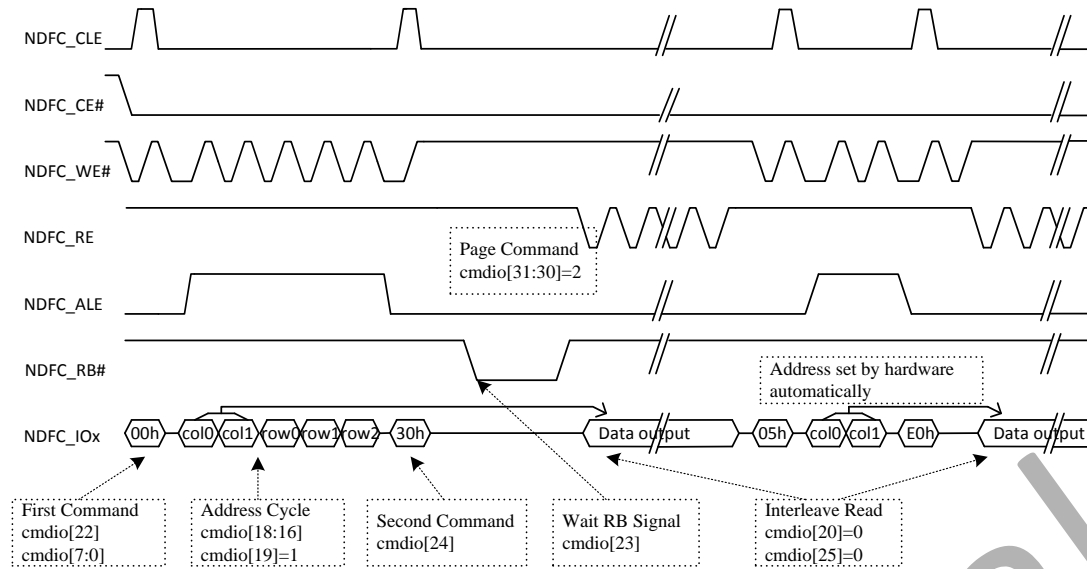 NDFC_CLE
NDFC_CE#
NDFC_WE#
NDFC_RE
Page Command
cmdio[31:30]=2
NDFC_ALE
NDFC_RB#
Address set by hardware
automatically
NDFC_IOx 00h col0 col1 row0 row1 row2 30h Data output 05h col0 col1 E0h Data output
First Command
cmdio[22]
cmdio[7:0]
Address Cycle
cmdio[18:16]
cmdio[19]=1
Second Command
cmdio[24]
Wait RB Signal
cmdio[23]
Interleave Read
cmdio[20]=0
cmdio[25]=0